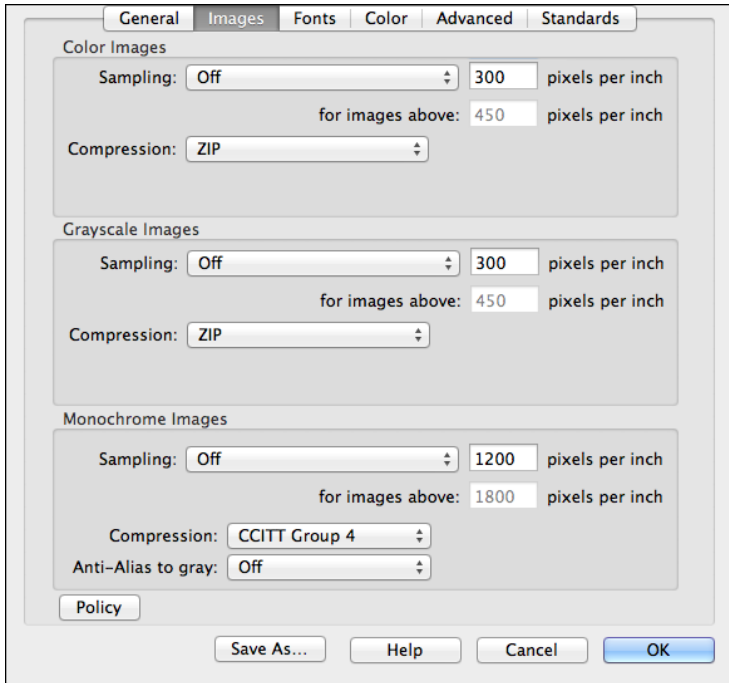 General Images Fonts Color Advanced Standards
Color Images
Sampling: Off 300 pixels per inch
for images above: 450 pixels per inch
Compression: ZIP
Grayscale Images
Sampling: Off 300 pixels per inch
for images above: 450 pixels per inch
Compression: ZIP
Monochrome Images
Sampling: Off 1200 pixels per inch
for images above: 1800 pixels per inch
Compression: CCITT Group 4
Anti-Alias to gray: Off
Policy
Save As... Help Cancel OK